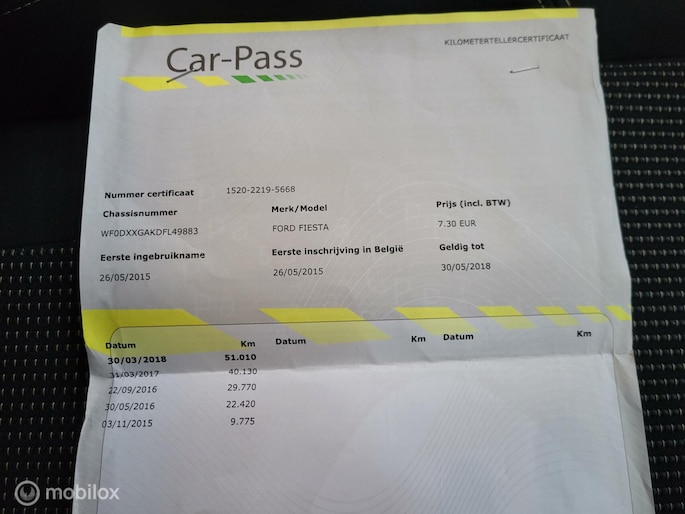 Car-Pass
KILOMETERTELLERCERTIFICAAT
Nummer certificaat 1520-2219-5668
Chassisnummer Merk/Model Prijs (incl. BTW)
WF0DXXGAKDFL49883 FORD FIESTA 7.30 EUR
Eerste ingebruikname Eerste inschrijving in België Geldig tot
26/05/2015 26/05/2015 30/05/2018
Datum Km Datum Km Datum Km
30/03/2018 51.010
31/03/2017 40.130
22/09/2016 29.770
30/05/2016 22.420
03/11/2015 9.775
mobilox